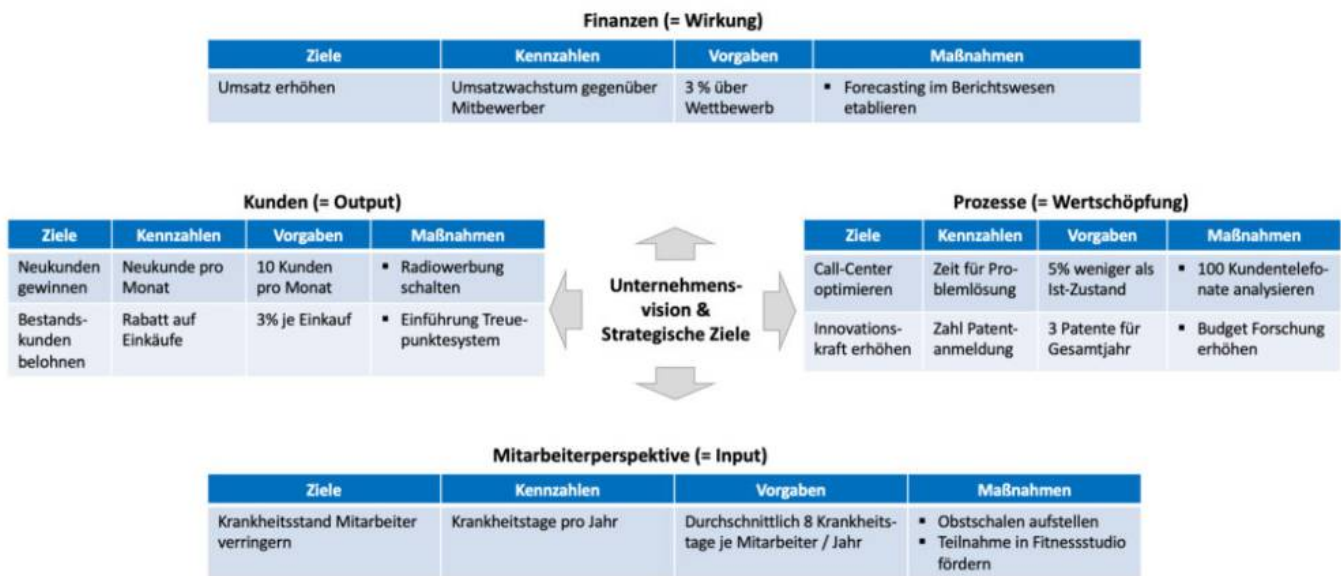 Finanzen (= Wirkung)
Ziele Kennzahlen Vorgaben Maßnahmen
Umsatz erhöhen Umsatzwachstum gegenüber 3 % über ▪ Forecasting im Berichtswesen
Mitbewerber Wettbewerb etablieren
Kunden (= Output)
Ziele Kennzahlen Vorgaben Maßnahmen
Neukunden Neukunde pro 10 Kunden ▪ Radiowerbung
gewinnen Monat pro Monat schalten
Bestands- Rabatt auf 3% je Einkauf ▪ Einführung Treue-
kunden Einkäufe punktesystem
belohnen
Unternehmens-
vision &
Strategische Ziele
Prozesse (= Wertschöpfung)
Ziele Kennzahlen Vorgaben Maßnahmen
Call-Center Zeit für Pro- 5% weniger als ▪ 100 Kundentelefo-
optimieren blemlösung Ist-Zustand nate analysieren
Innovations- Zahl Patent- 3 Patente für ▪ Budget Forschung
kraft erhöhen anmeldung Gesamtjahr erhöhen
Mitarbeiterperspektive (= Input)
Ziele Kennzahlen Vorgaben Maßnahmen
Krankheitsstand Mitarbeiter Krankheitstage pro Jahr Durchschnittlich 8 Krankheits- ▪ Obstschalen aufstellen
verringern tage je Mitarbeiter / Jahr ▪ Teilnahme in Fitnessstudio
fördern